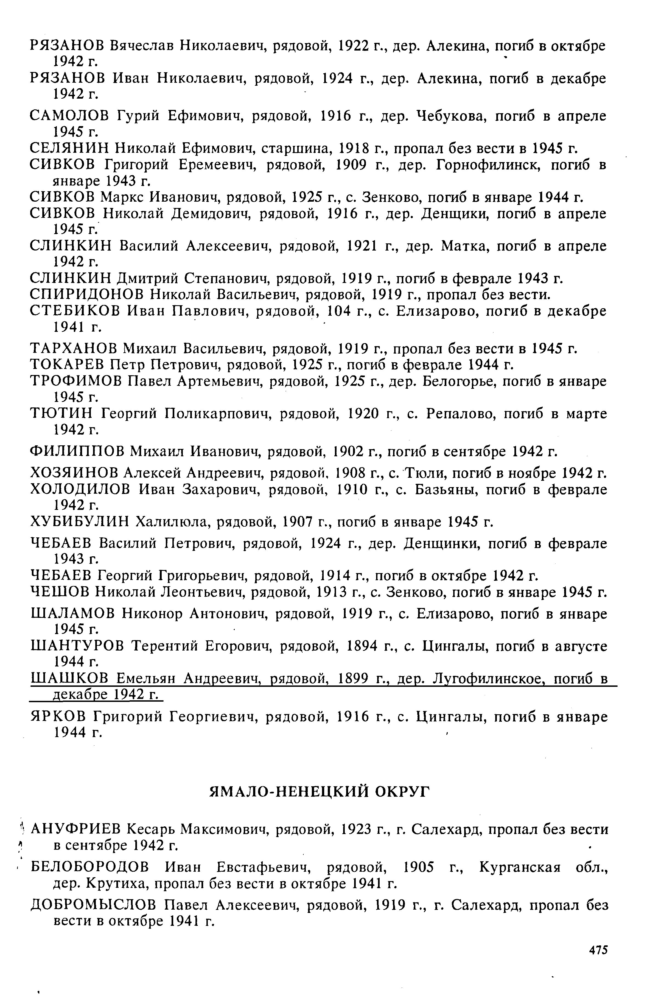 РЯЗАНОВ Вячеслав Николаевич, рядовой, 1922 г., дер. Алекина, погиб в октябре
1942 г.
РЯЗАНОВ Иван Николаевич, рядовой, 1924 г., дер. Алекина, погиб в декабре
1942 г.
САМОЛОВ Гурий Ефимович, рядовой, 1916 г., дер. Чебукова, погиб в апреле
1945 г.
СЕЛЯНИН Николай Ефимович, старшина, 1918 г., пропал без вести в 1945 г.
СИВКОВ Григорий Еремеевич, рядовой, 1909 г., дер. Горнофилинск, погиб в
январе 1943 г.
СИВКОВ Маркс Иванович, рядовой, 1925 г., с. Зенково, погиб в январе 1944 г.
СИВКОВ Николай Демидович, рядовой, 1916 г., дер. Денщики, погиб в апреле
1945 г.
СЛИНКИН Василий Алексеевич, рядовой, 1921 г., дер. Матка, погиб в апреле
1942 г.
СЛИНКИН Дмитрий Степанович, рядовой, 1919 г., погиб в феврале 1943 г.
СПИРИДОНОВ Николай Васильевич, рядовой, 1919 г., пропал без вести.
СТЕБИКОВ Иван Павлович, рядовой, 104 г., с. Елизарово, погиб в декабре
1941 г.
ТАРХАНОВ Михаил Васильевич, рядовой, 1919 г., пропал без вести в 1945 г.
ТОКАРЕВ Петр Петрович, рядовой, 1925 г., погиб в феврале 1944 г.
ТРОФИМОВ Павел Артемьевич, рядовой, 1925 г., дер. Белогорье, погиб в январе
1945 г.
ТЮТИН Георгий Поликарпович, рядовой, 1920 г., с. Репалово, погиб в марте
1942 г.
ФИЛИППОВ Михаил Иванович, рядовой, 1902 г., погиб в сентябре 1942 г.
ХОЗЯИНОВ Алексей Андреевич, рядовой, 1908 г., с. Тюли, погиб в ноябре 1942 г.
ХОЛОДИЛОВ Иван Захарович, рядовой, 1910 г., с. Базьяны, погиб в феврале
1942 г.
ХУБИБУЛИН Халилюла, рядовой, 1907 г., погиб в январе 1945 г.
ЧЕБАЕВ Василий Петрович, рядовой, 1924 г., дер. Денщинки, погиб в феврале
1943 г.
ЧЕБАЕВ Георгий Григорьевич, рядовой, 1914 г., погиб в октябре 1942 г.
ЧЕШОВ Николай Леонтьевич, рядовой, 1913 г., с. Зенково, погиб в январе 1945 г.
ШАЛАМОВ Никонор Антонович, рядовой, 1919 г., с. Елизарово, погиб в январе
1945 г.
ШАНТУРОВ Терентий Егорович, рядовой, 1894 г., с. Цингалы, погиб в августе
1944 г.
ШАШКОВ Емельян Андреевич, рядовой, 1899 г., дер. Лугофилинское, погиб в
декабре 1942 г.
ЯРКОВ Григорий Георгиевич, рядовой, 1916 г., с. Цингалы, погиб в январе
1944 г.
ЯМАЛО-НЕНЕЦКИЙ ОКРУГ
АНУФРИЕВ Кесарь Максимович, рядовой, 1923 г., г. Салехард, пропал без вести
в сентябре 1942 г.
БЕЛОБОРОДОВ Иван Евстафьевич, рядовой, 1905 г., Курганская обл.,
дер. Крутиха, пропал без вести в октябре 1941 г.
ДОБРОМЫСЛОВ Павел Алексеевич, рядовой, 1919 г., г. Салехард, пропал без
вести в октябре 1941 г.
475